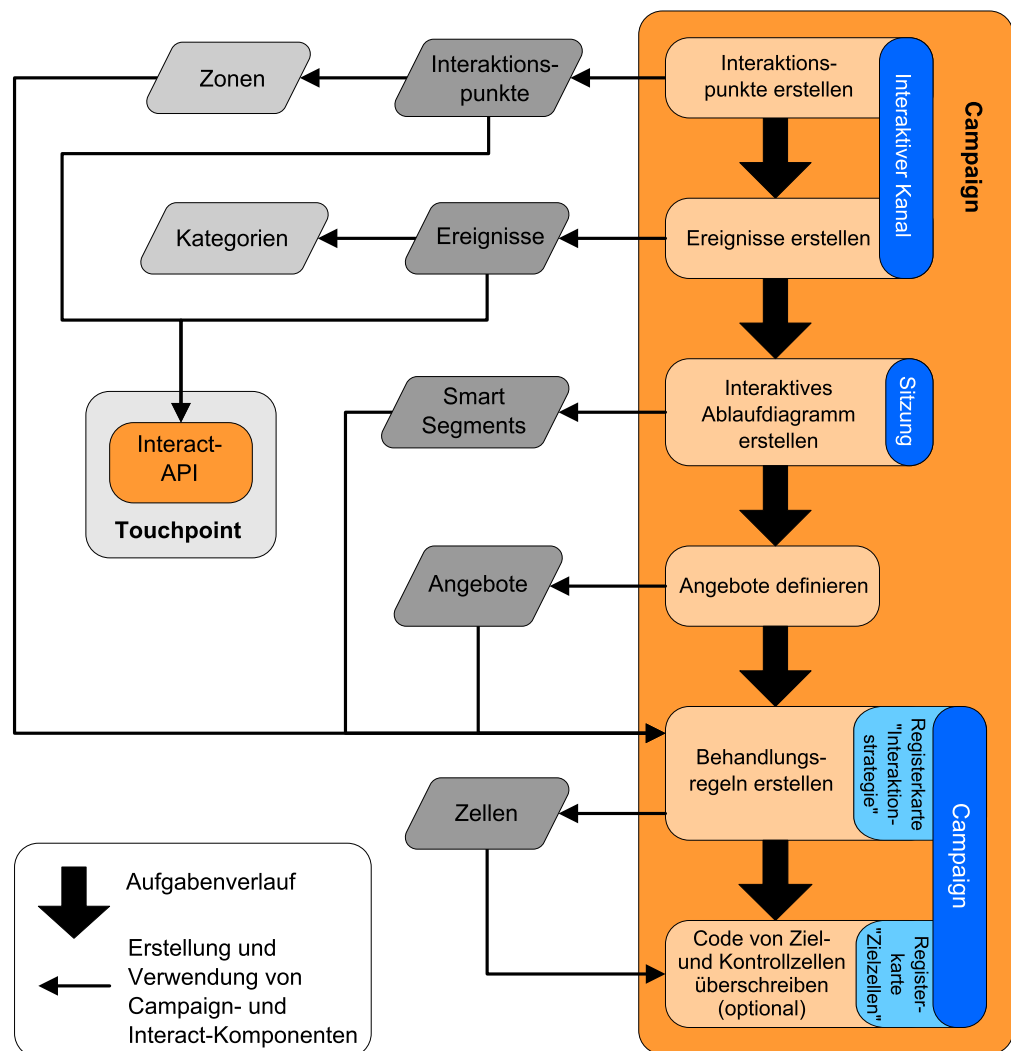 Zonen
Interaktions-
punkte
Interaktions-
punkte erstellen
Interaktiver Kanal
Campaign
Kategorien
Ereignisse
Ereignisse erstellen
Smart
Segments
Interaktives
Ablaufdiagramm
erstellen
Sitzung
Interact-
API
Touchpoint
Angebote
Angebote definieren
Behandlungs-
regeln erstellen
Registerkarte
"Interaktion-
strategie"
Campaign
Zellen
Code von Ziel-
und Kontrollzellen
überschreiben
(optional)
Register-
karte
"Zielzellen"
Aufgabenverlauf
Erstellung und
Verwendung von
Campaign- und
Interact-Komponenten